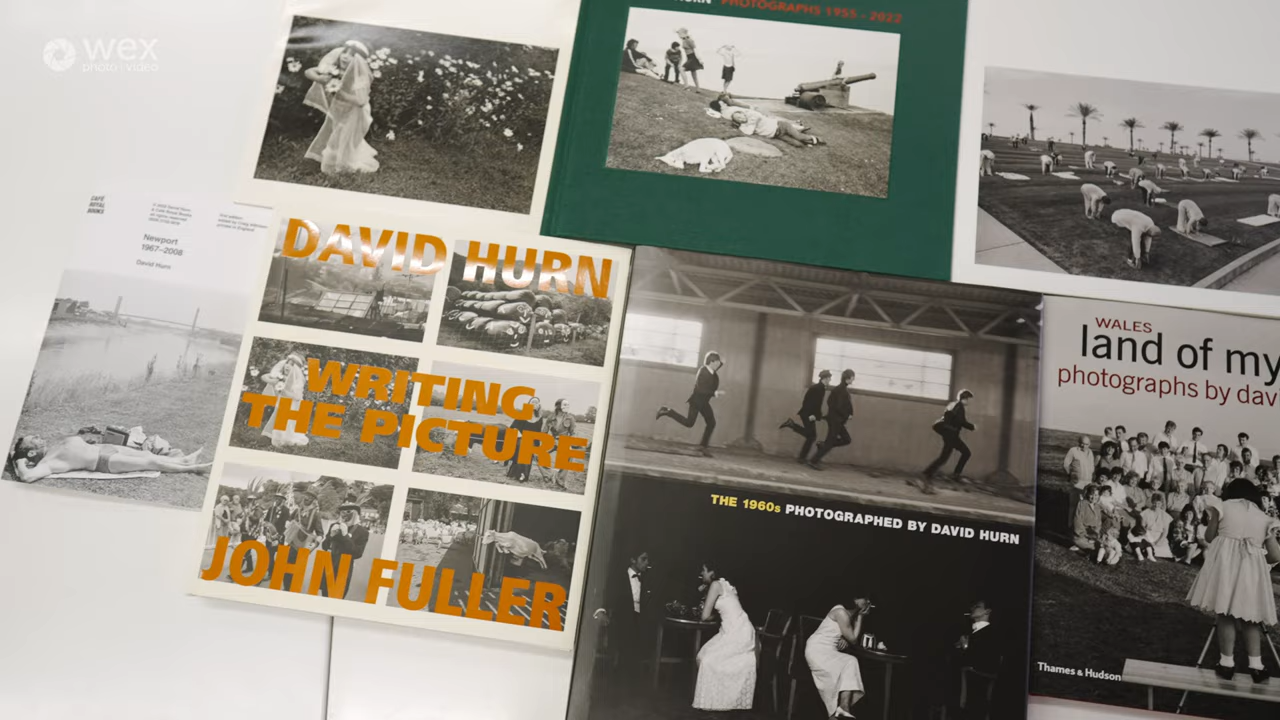 wex
photo | video
HURN PHOTOGRAPHS 1955 - 2022
CAFÉ
ROYAL
BOOKS
Newport
1967–2008
David Hurn
DAVID HURN
WRITING
THE PICTURE
JOHN FULLER
THE 1960s PHOTOGRAPHED BY DAVID HURN
WALES
land of my
photographs by dav
Thames & Hudson